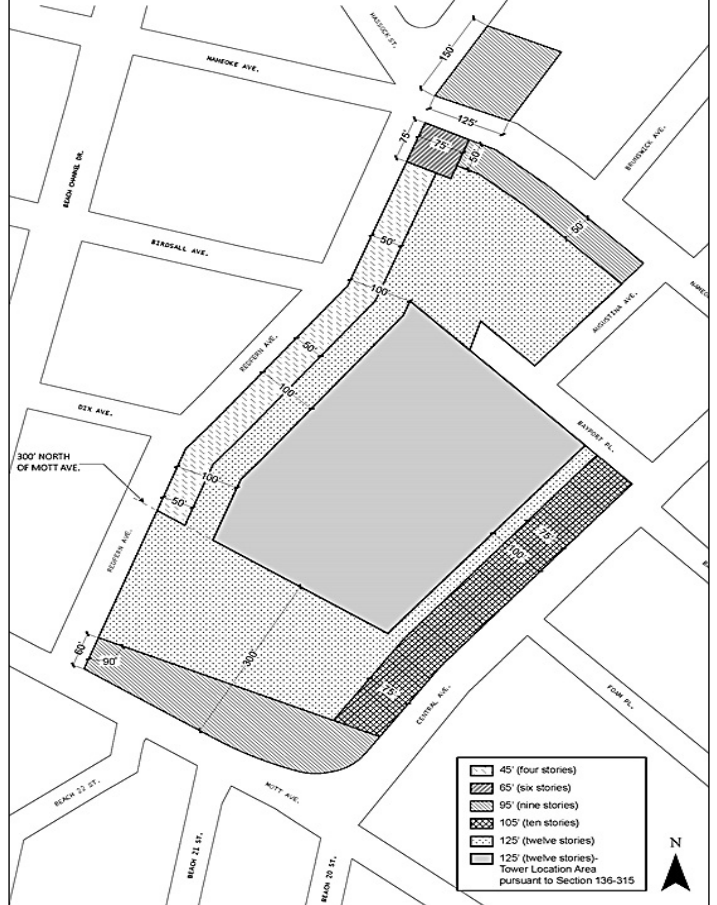 HASSOCK ST.
NAMEOKE AVE.
150'
125'
BRUNSWICK AVE.
75'
75'
50'
BEACH CHANNEL DR.
50'
BIRDSALL AVE.
50'
100'
AUGUSTINA AVE.
REDFERN AVE.
50'
100'
DIX AVE.
BAYPORT PL.
300' NORTH
OF MOTT AVE.
100'
50'
75'
100'
REDFERN AVE.
60'
90'
300'
75'
CENTRAL AVE.
FOAM PL.
MOTT AVE.
BEACH 22 ST.
BEACH 21 ST.
BEACH 20 ST.
45' (four stories)
65' (six stories)
95' (nine stories)
105' (ten stories)
125' (twelve stories)
125' (twelve stories)-
Tower Location Area
pursuant to Section 136-315
N